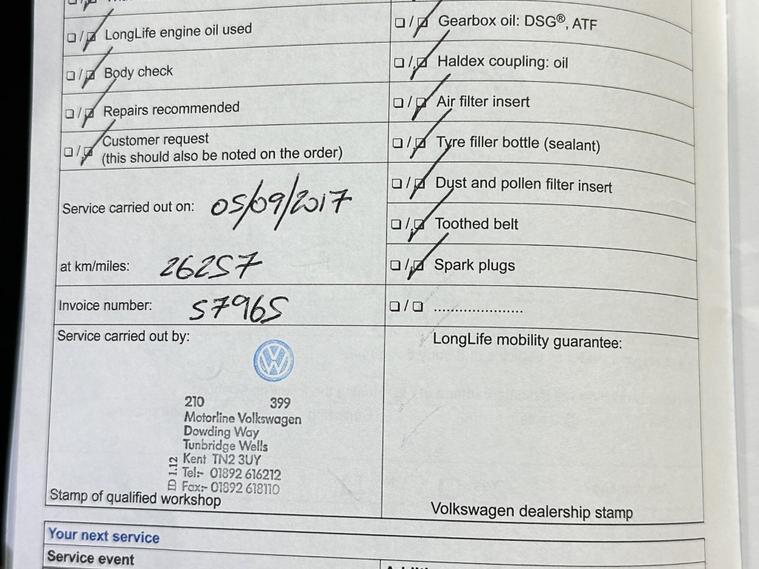 ❏/❏ LongLife engine oil used
❏/❏ Body check
❏/❏ Repairs recommended
❏/❏ Customer request
(this should also be noted on the order)
Service carried out on: 05/09/2017
at km/miles: 26257
Invoice number: 57965
Service carried out by:
VW
210 399
Motorline Volkswagen
Dowding Way
Tunbridge Wells
Kent TN2 3UY
Tel:- 01892 616212
Fax:- 01892 618110
Stamp of qualified workshop
❏/❏ Gearbox oil: DSG®, ATF
❏/❏ Haldex coupling: oil
❏/❏ Air filter insert
❏/❏ Tyre filler bottle (sealant)
❏/❏ Dust and pollen filter insert
❏/❏ Toothed belt
❏/❏ Spark plugs
❏/❏ ......................
LongLife mobility guarantee:
Volkswagen dealership stamp
Your next service
Service event